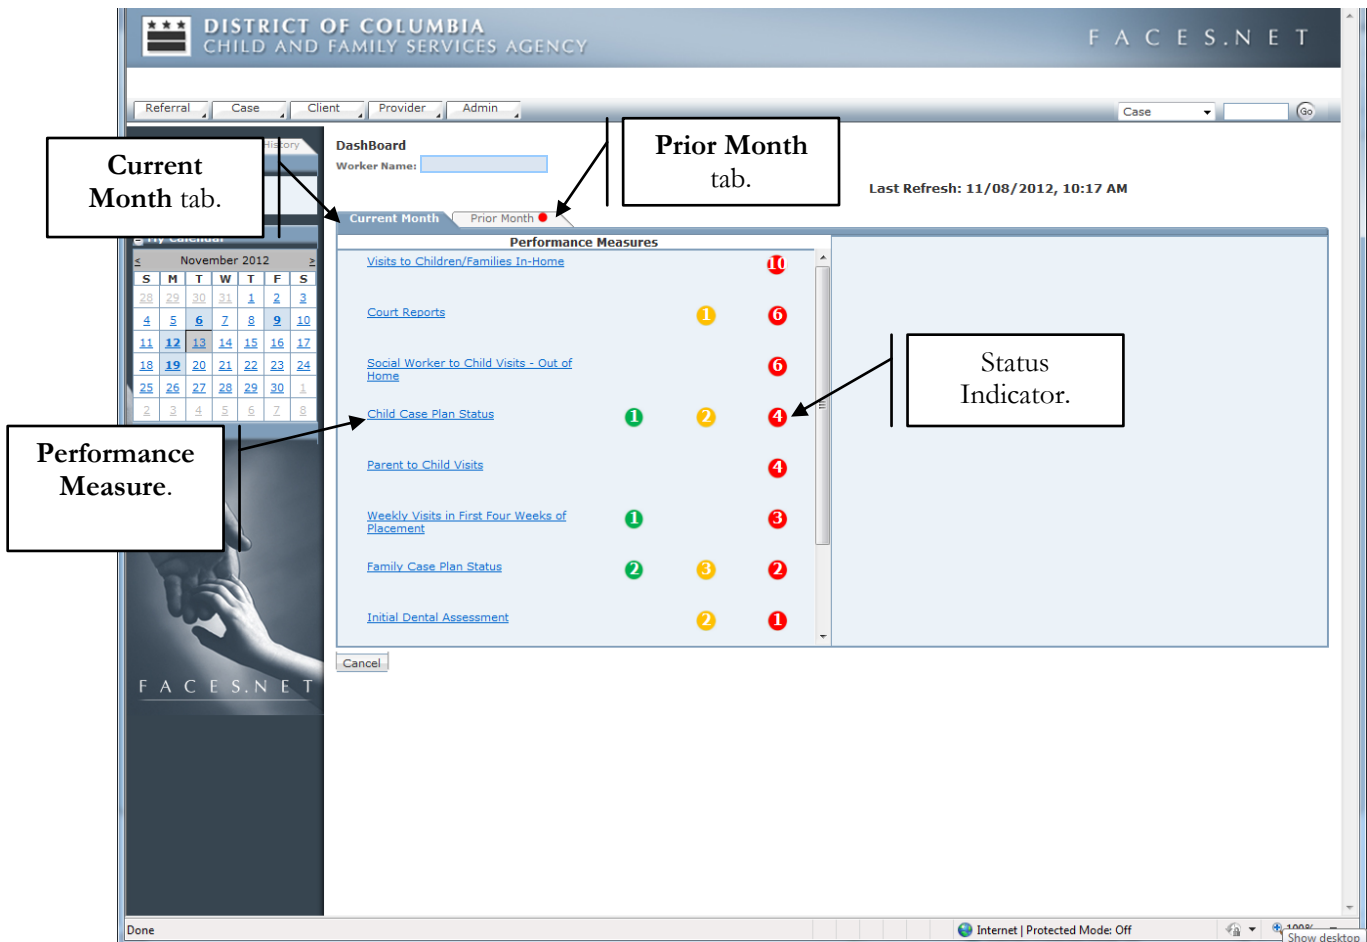 DISTRICT OF COLUMBIA
CHILD AND FAMILY SERVICES AGENCY
FACES.NET
Referral Case Client Provider Admin
Case Go
History
DashBoard
Worker Name:
Last Refresh: 11/08/2012, 10:17 AM
Current
Month tab.
Prior Month
tab.
Current Month Prior Month
My Calendar
< November 2012 >
S M T W T F S
28 29 30 31 1 2 3
4 5 6 7 8 9 10
11 12 13 14 15 16 17
18 19 20 21 22 23 24
25 26 27 28 29 30 1
2 3 4 5 6 7 8
Performance Measures
Visits to Children/Families In-Home 10
Court Reports 1 6
Social Worker to Child Visits - Out of
Home 6
Child Case Plan Status 1 2 4
Parent to Child Visits 4
Weekly Visits in First Four Weeks of
Placement 1 3
Family Case Plan Status 2 3 2
Initial Dental Assessment 2 1
Status
Indicator.
Performance
Measure.
Cancel
FACES.NET
Done Internet | Protected Mode: Off 100%
Show desktop